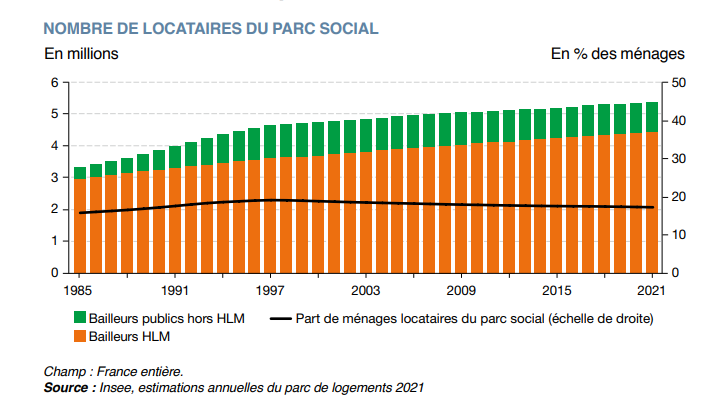 NOMBRE DE LOCATAIRES DU PARC SOCIAL
En millions En % des ménages
6 50
5 40
4
3 30
2 20
1 10
0 0
1985 1991 1997 2003 2009 2015 2021
Bailleurs publics hors HLM Part de ménages locataires du parc social (échelle de droite)
Bailleurs HLM
Champ : France entière.
Source : Insee, estimations annuelles du parc de logements 2021